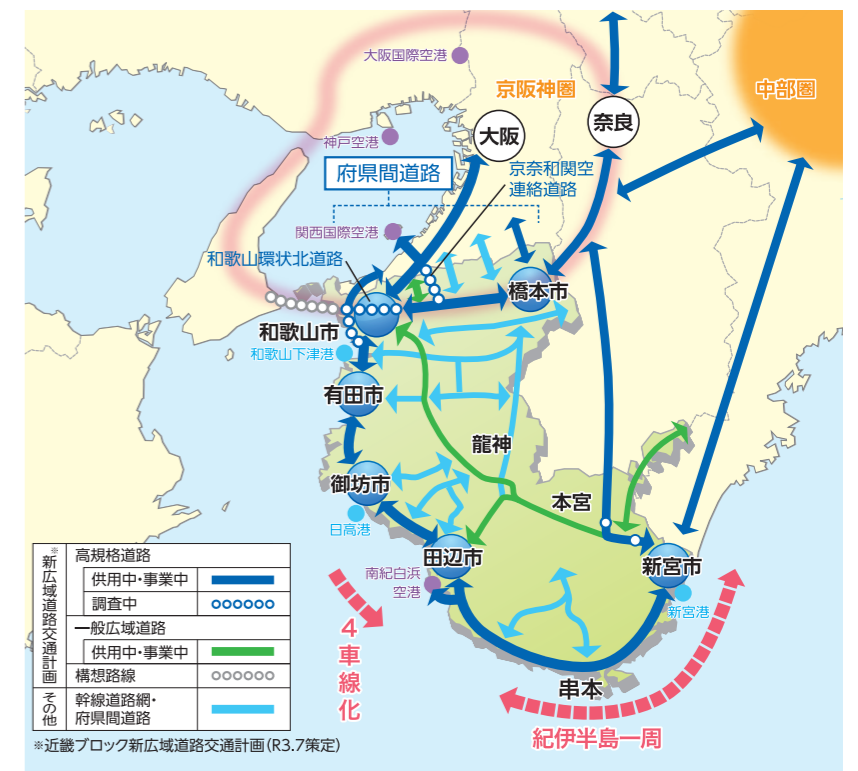 大阪国際空港
京阪神圏
中部圏
大阪
奈良
神戸空港
府県間道路
京奈和関空
連絡道路
関西国際空港
和歌山環状北道路
橋本市
和歌山市
和歌山下津港
有田市
龍神
御坊市
本宮
日高港
田辺市
新宮市
南紀白浜
空港
新宮港
4車線化
串本
紀伊半島一周
※新広域道路交通計画
高規格道路
供用中・事業中
調査中
一般広域道路
供用中・事業中
構想路線
その他
幹線道路網・
府県間道路
※近畿ブロック新広域道路交通計画(R3.7策定)